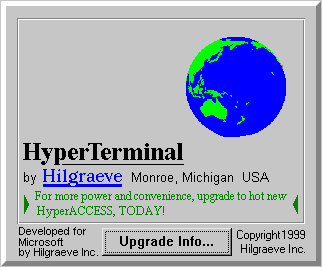 HyperTerminal
by Hilgraeve Monroe, Michigan USA
For more power and convenience, upgrade to hot new
HyperACCESS, TODAY!
Developed for
Microsoft
by Hilgraeve Inc.
Upgrade Info...
Copyright1999
Hilgraeve Inc.